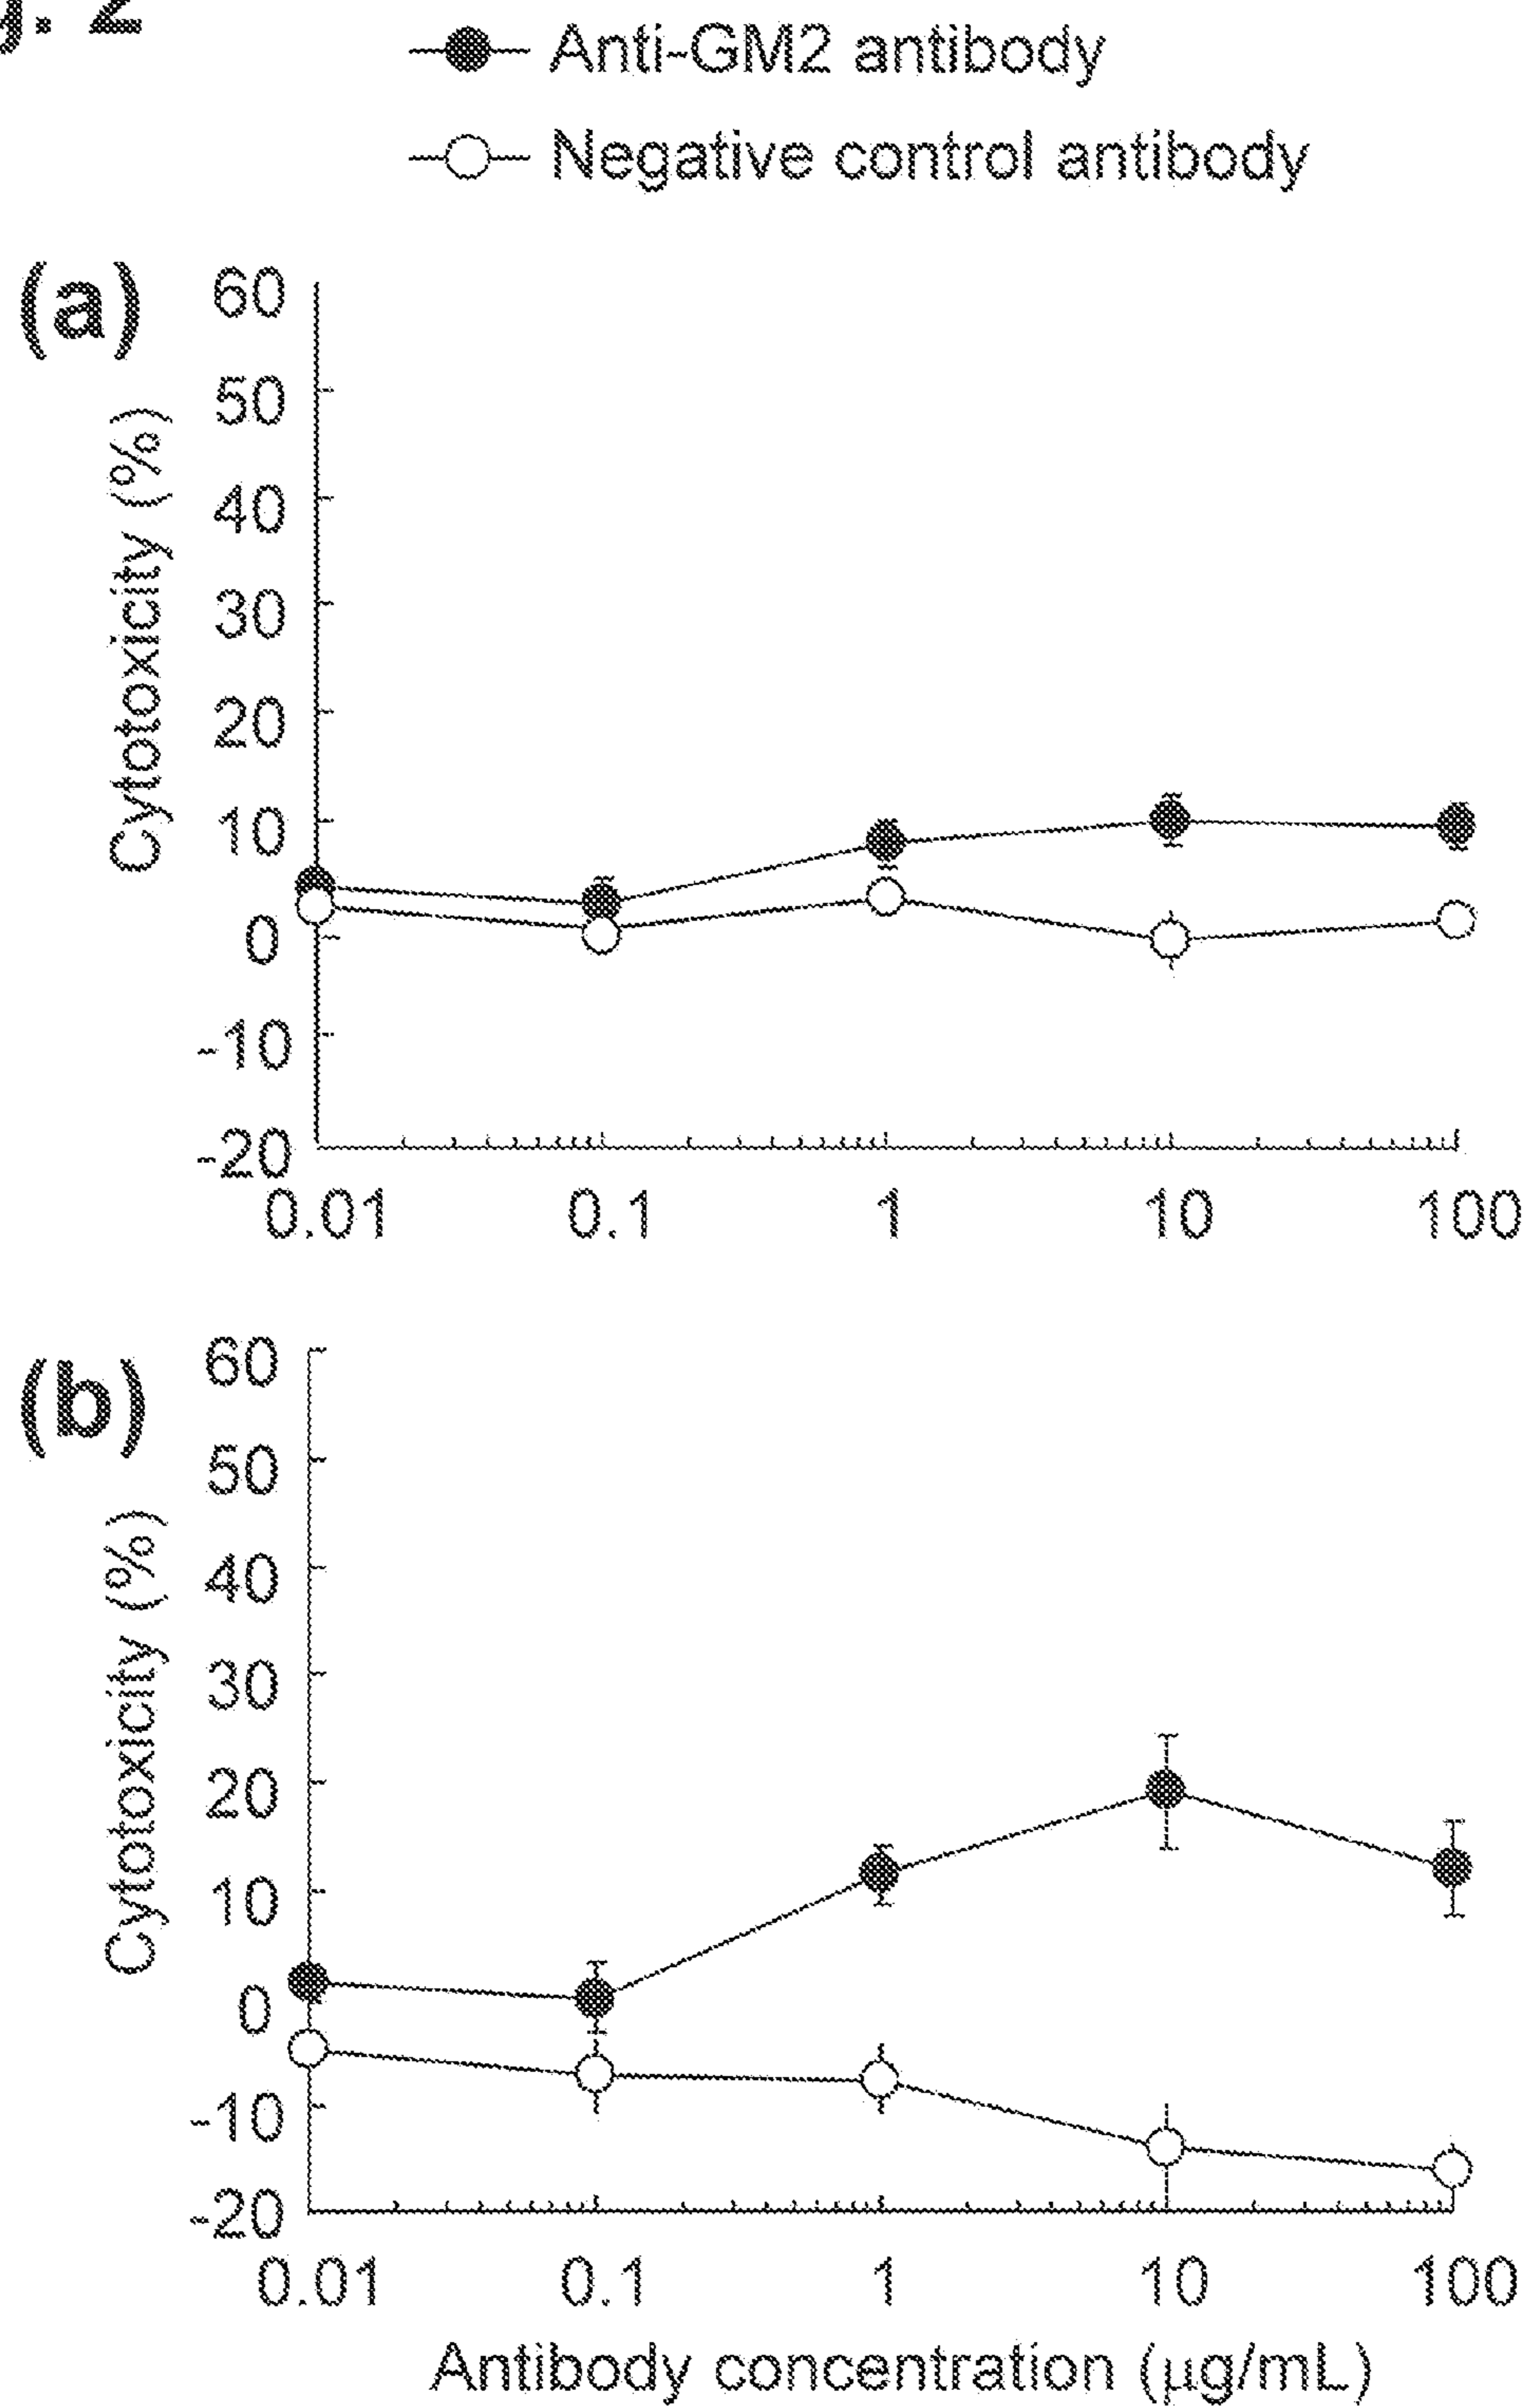 . 2
Anti-GM2 antibody
Negative control antibody
(a)
Cytotoxicity (%)
60
50
40
30
20
10
0
-10
-20
0.01 0.1 1 10 100
(b)
Cytotoxicity (%)
60
50
40
30
20
10
0
-10
-20
0.01 0.1 1 10 100
Antibody concentration (µg/mL)